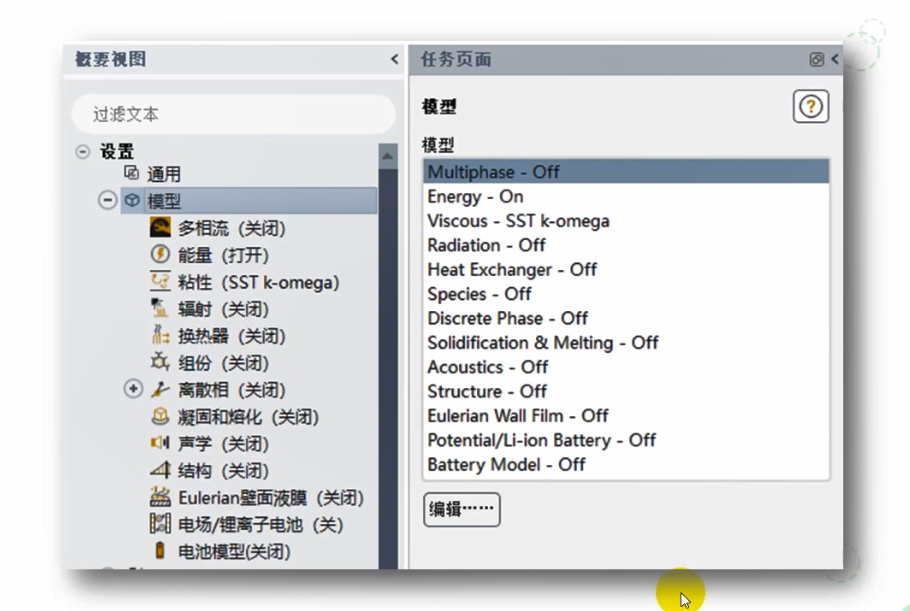 概要视图
过滤文本
设置
通用
模型
多相流 (关闭)
能量 (打开)
粘性 (SST k-omega)
辐射 (关闭)
换热器 (关闭)
组份 (关闭)
离散相 (关闭)
凝固和熔化 (关闭)
声学 (关闭)
结构 (关闭)
Eulerian壁面液膜 (关闭)
电场/锂离子电池 (关)
电池模型(关闭)
任务页面
模型
模型
Multiphase - Off
Energy - On
Viscous - SST k-omega
Radiation - Off
Heat Exchanger - Off
Species - Off
Discrete Phase - Off
Solidification & Melting - Off
Acoustics - Off
Structure - Off
Eulerian Wall Film - Off
Potential/Li-ion Battery - Off
Battery Model - Off
编辑……